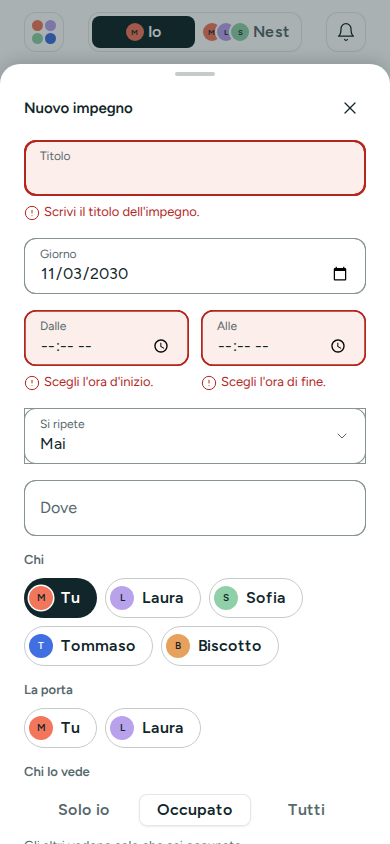 M Io M L S Nest
Nuovo impegno
Titolo
Scrivi il titolo dell'impegno.
Giorno
11/03/2030
Dalle Alle
--:-- -- --:-- --
Scegli l'ora d'inizio. Scegli l'ora di fine.
Si ripete
Mai
Dove
Chi
M Tu L Laura S Sofia
T Tommaso B Biscotto
La porta
M Tu L Laura
Chi lo vede
Solo io Occupato Tutti